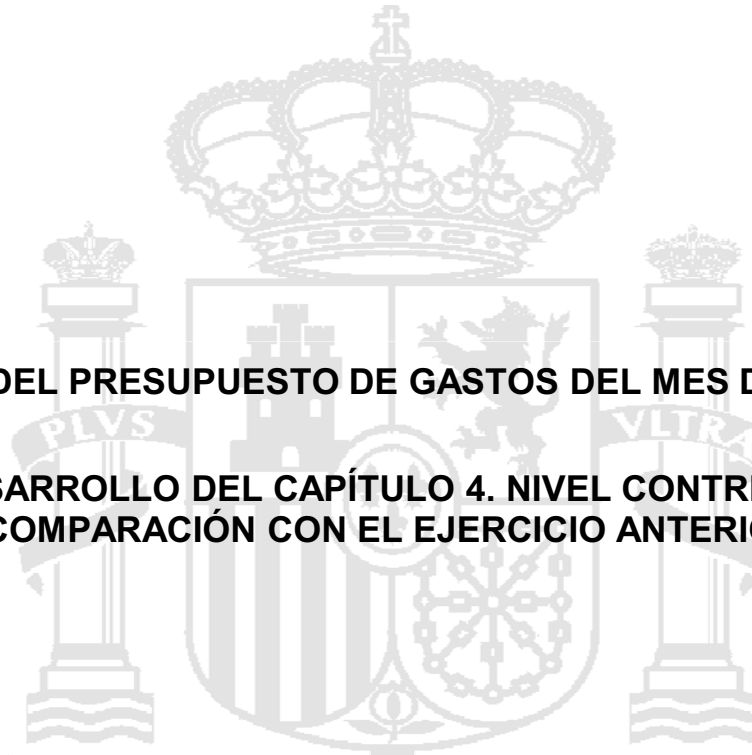 DEL PRESUPUESTO DE GASTOS DEL MES D
PLVS
VLTRA
SARROLLO DEL CAPÍTULO 4. NIVEL CONTR
COMPARACIÓN CON EL EJERCICIO ANTERI